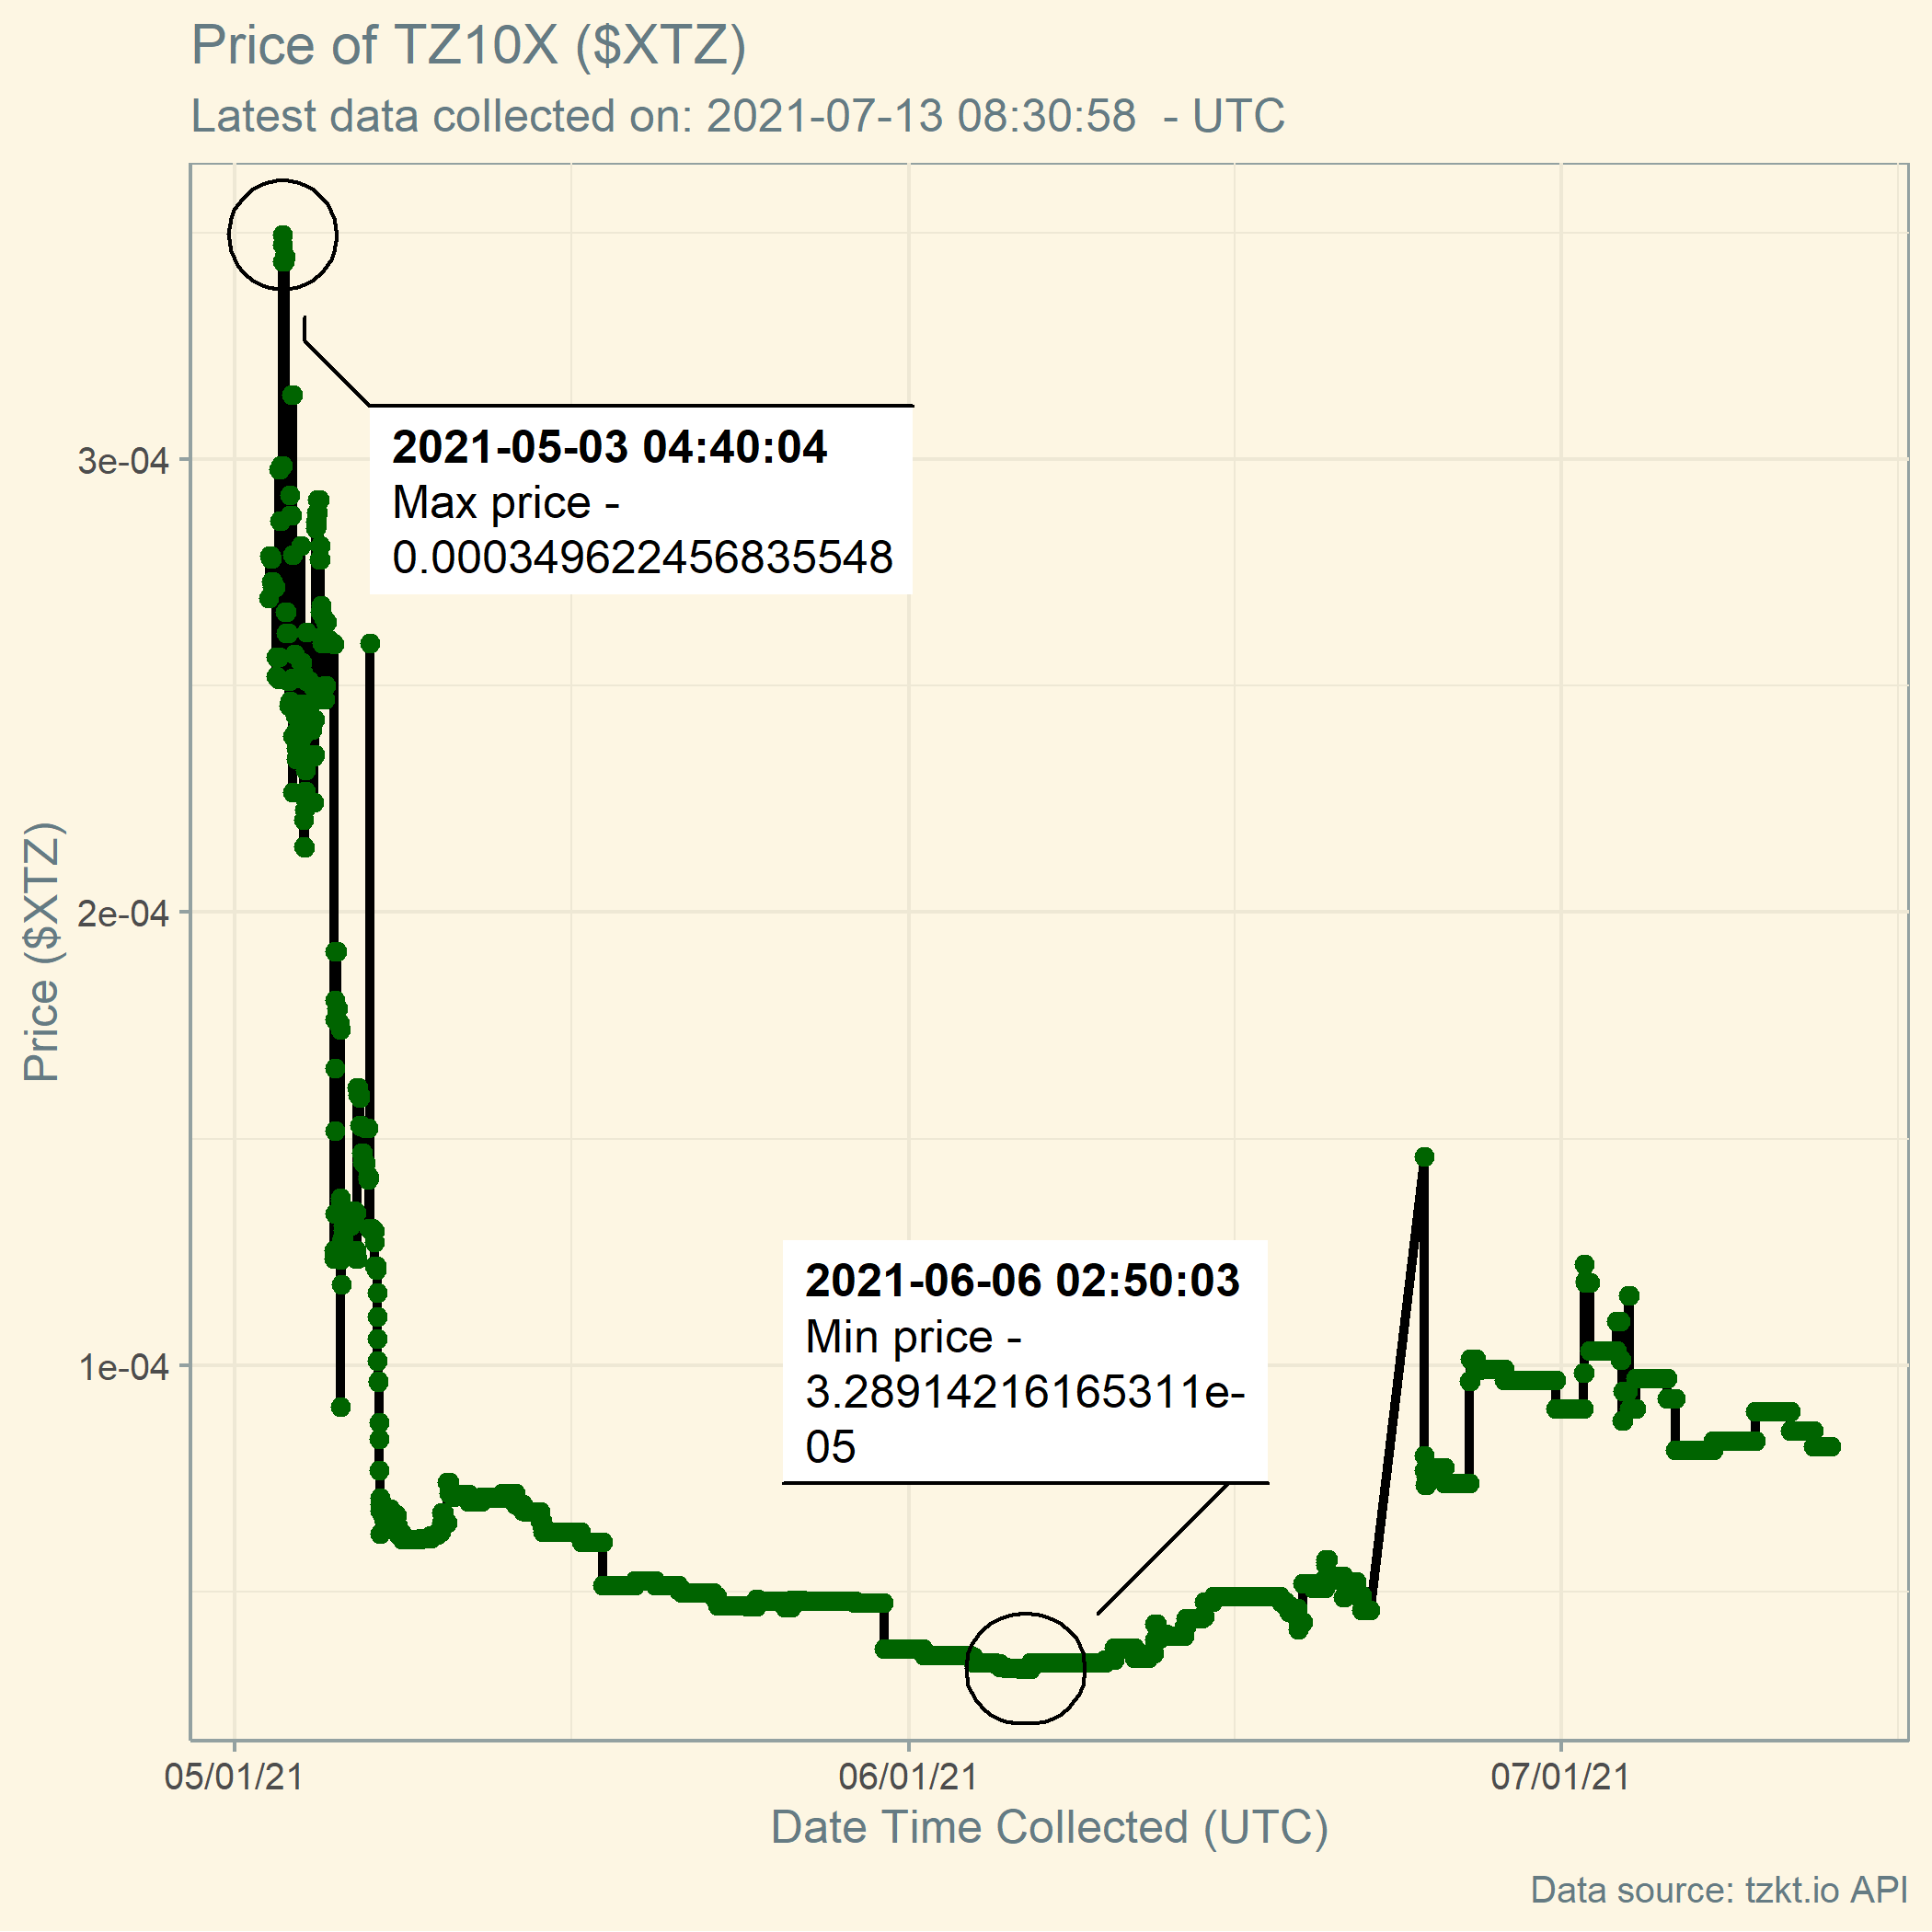 Price of TZ10X ($XTZ)
Latest data collected on: 2021-07-13 08:30:58  - UTC
2021-05-03 04:40:04
Max price -
0.000349622456835548
3e-04
2e-04
1e-04
Price ($XTZ)
2021-06-06 02:50:03
Min price -
3.28914216165311e-
05
05/01/21
06/01/21
07/01/21
Date Time Collected (UTC)
Data source: tzkt.io API